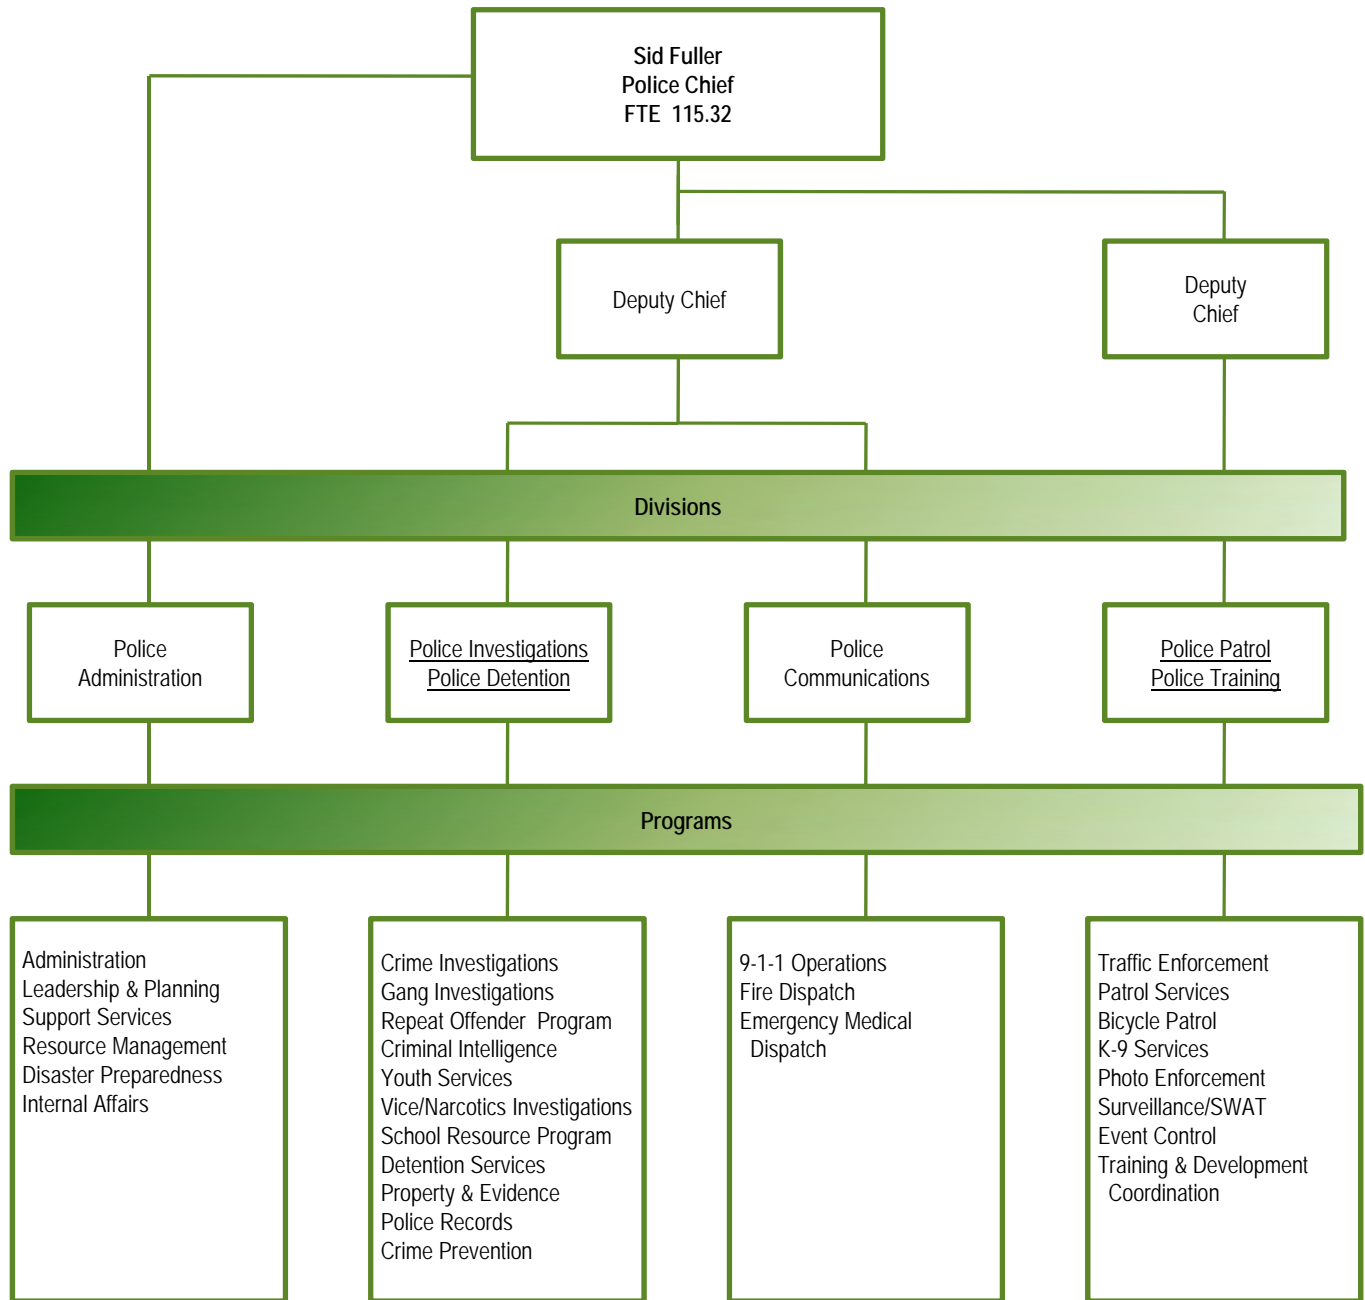 Sid Fuller
Police Chief
FTE  115.32
Deputy Chief
Deputy
Chief
Divisions
Police
Administration
Police Investigations
Police Detention
Police
Communications
Police Patrol
Police Training
Programs
Administration
Leadership & Planning
Support Services
Resource Management
Disaster Preparedness
Internal Affairs
Crime Investigations
Gang Investigations
Repeat Offender  Program
Criminal Intelligence
Youth Services
Vice/Narcotics Investigations
School Resource Program
Detention Services
Property & Evidence
Police Records
Crime Prevention
9-1-1 Operations
Fire Dispatch
Emergency Medical
Dispatch
Traffic Enforcement
Patrol Services
Bicycle Patrol
K-9 Services
Photo Enforcement
Surveillance/SWAT
Event Control
Training & Development
Coordination